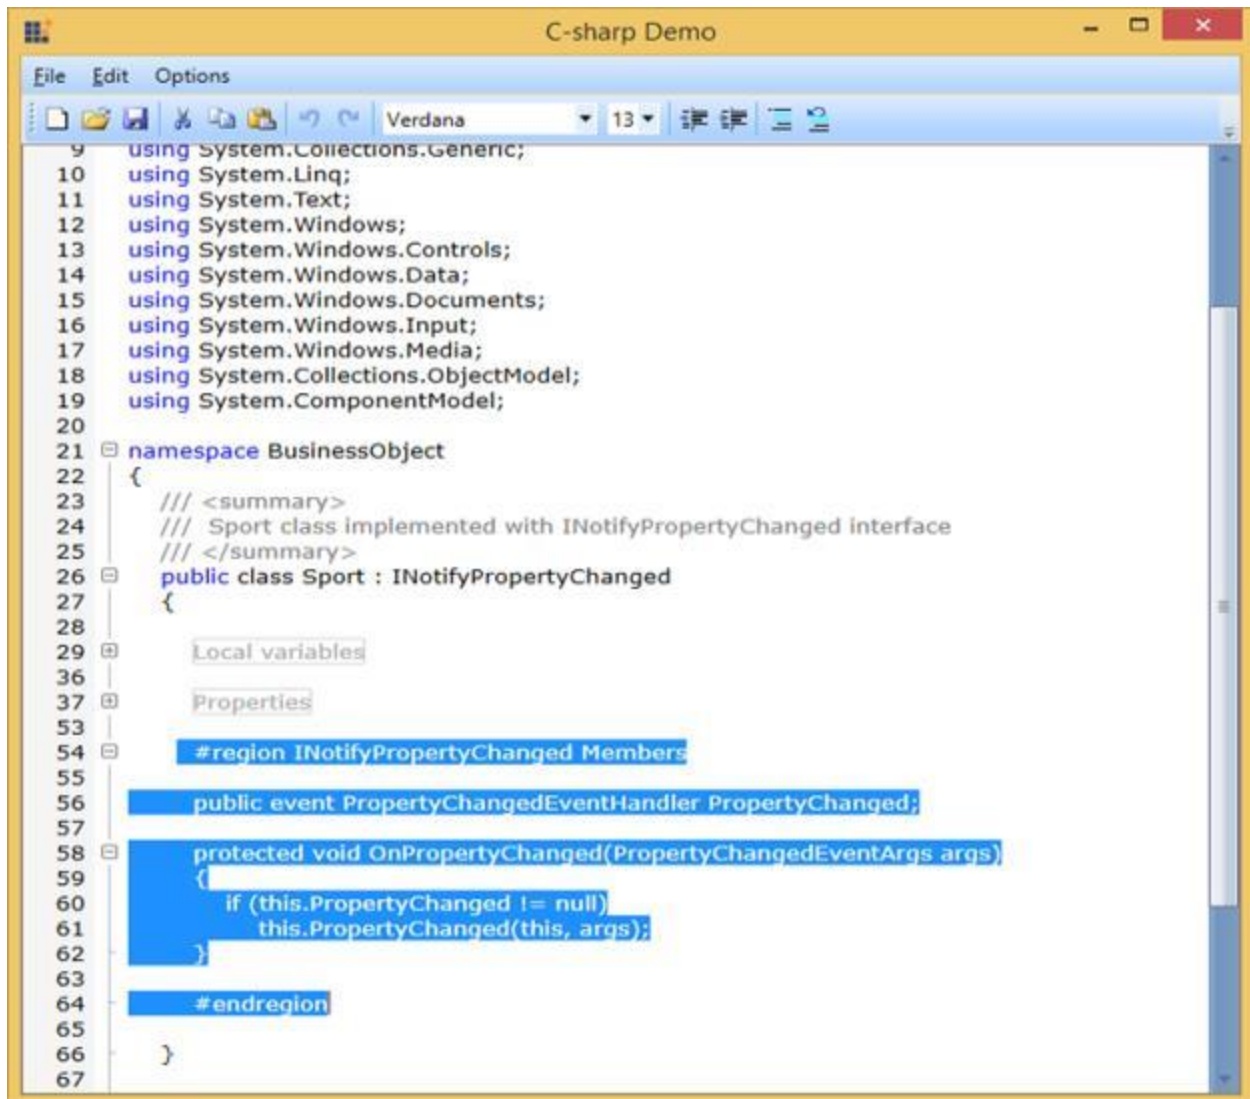 C-sharp Demo
File Edit Options
Verdana 13
9 using System.Collections.Generic;
10 using System.Linq;
11 using System.Text;
12 using System.Windows;
13 using System.Windows.Controls;
14 using System.Windows.Data;
15 using System.Windows.Documents;
16 using System.Windows.Input;
17 using System.Windows.Media;
18 using System.Collections.ObjectModel;
19 using System.ComponentModel;
20
21 namespace BusinessObject
22 {
23 /// <summary>
24 ///  Sport class implemented with INotifyPropertyChanged interface
25 /// </summary>
26 public class Sport : INotifyPropertyChanged
27 {
28
29 Local variables
36
37 Properties
53
54 #region INotifyPropertyChanged Members
55
56 public event PropertyChangedEventHandler PropertyChanged;
57
58 protected void OnPropertyChanged(PropertyChangedEventArgs args)
59 {
60 if (this.PropertyChanged != null)
61 this.PropertyChanged(this, args);
62 }
63
64 #endregion
65
66 }
67